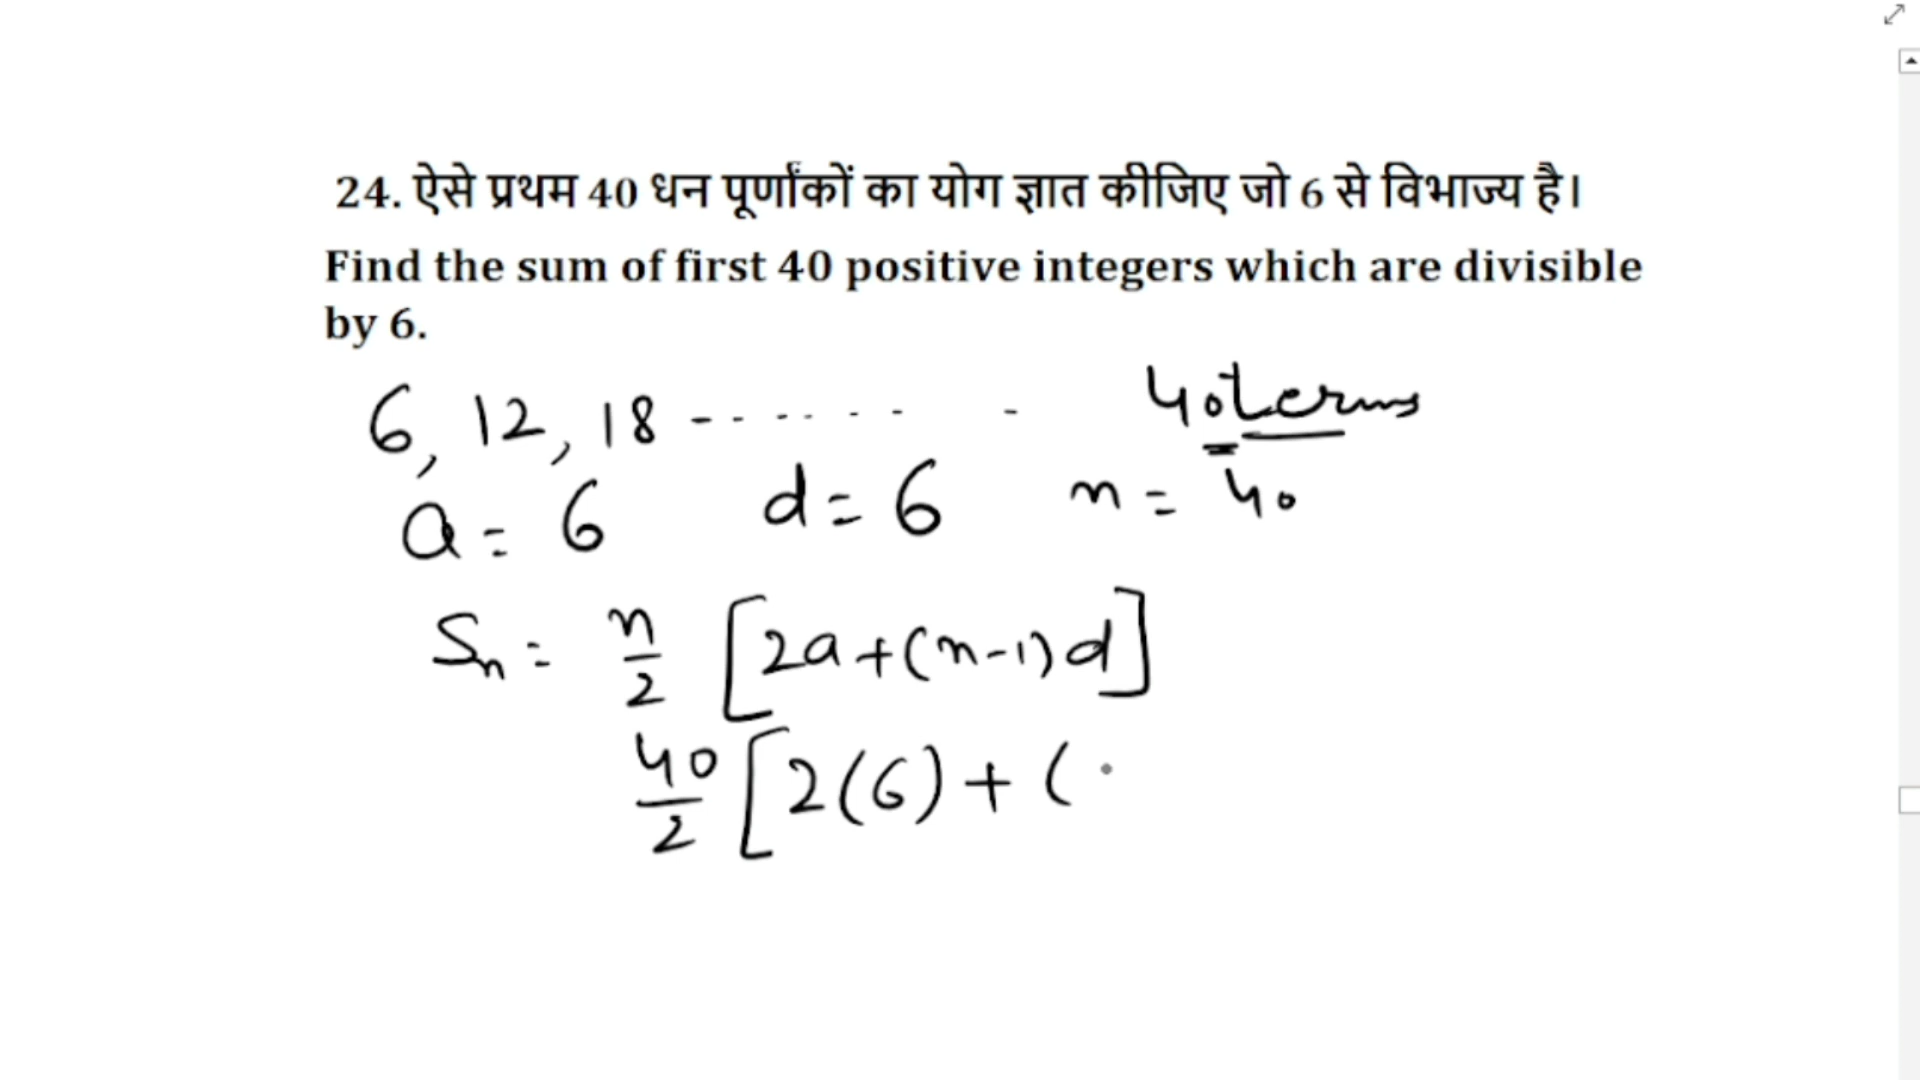 24. ऐसे प्रथम 40 धन पूर्णांकों का योग ज्ञात कीजिए जो 6 से विभाज्य है।
Find the sum of first 40 positive integers which are divisible
by 6.
6, 12, 18 - - - - - - - - 40 terms
a = 6 d = 6 n = 40
Sn = n/2 [2a+(n-1)d]
40/2 [2(6)+(